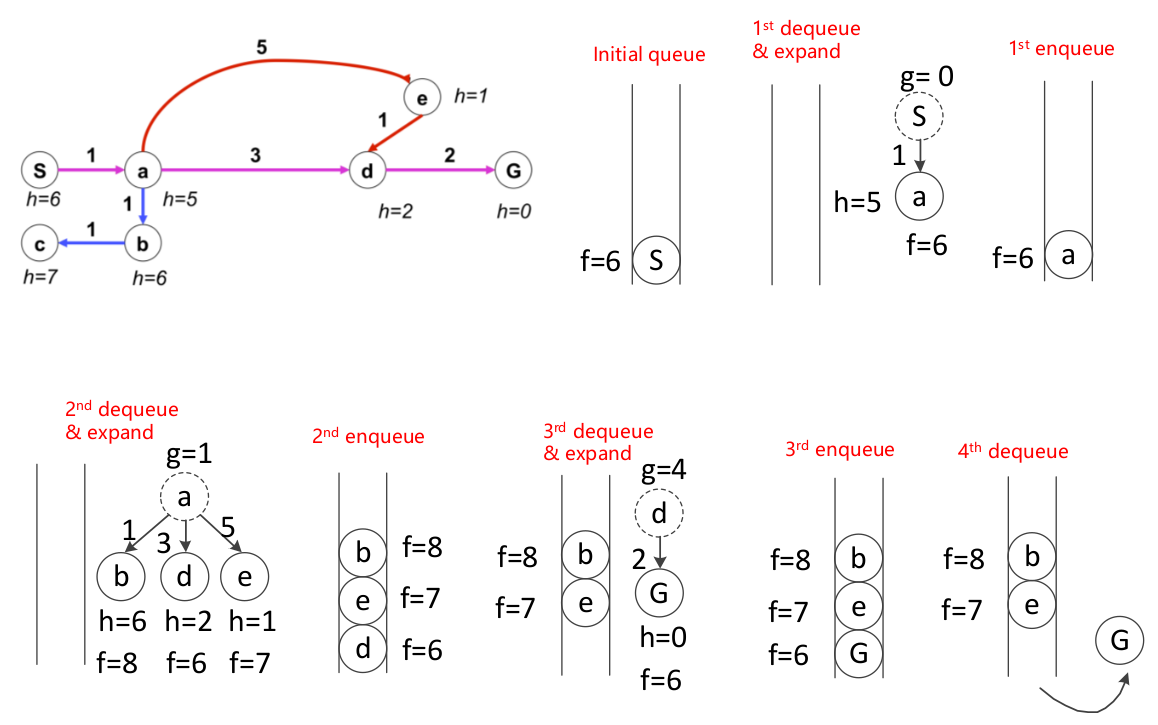 5
e
h=1
1
S
1
a
3
d
2
G
h=6
1
h=5
h=2
h=0
c
1
b
h=7
h=6
Initial queue
f=6
S
1st dequeue
& expand
g= 0
S
1
h=5
a
f=6
1st enqueue
f=6
a
2nd dequeue
& expand
g=1
a
1
3
5
b
d
e
h=6
h=2
h=1
f=8
f=6
f=7
2nd enqueue
b
f=8
e
f=7
d
f=6
3rd dequeue
& expand
g=4
d
f=8
b
2
f=7
e
G
h=0
f=6
3rd enqueue
f=8
b
f=7
e
f=6
G
4th dequeue
f=8
b
f=7
e
G